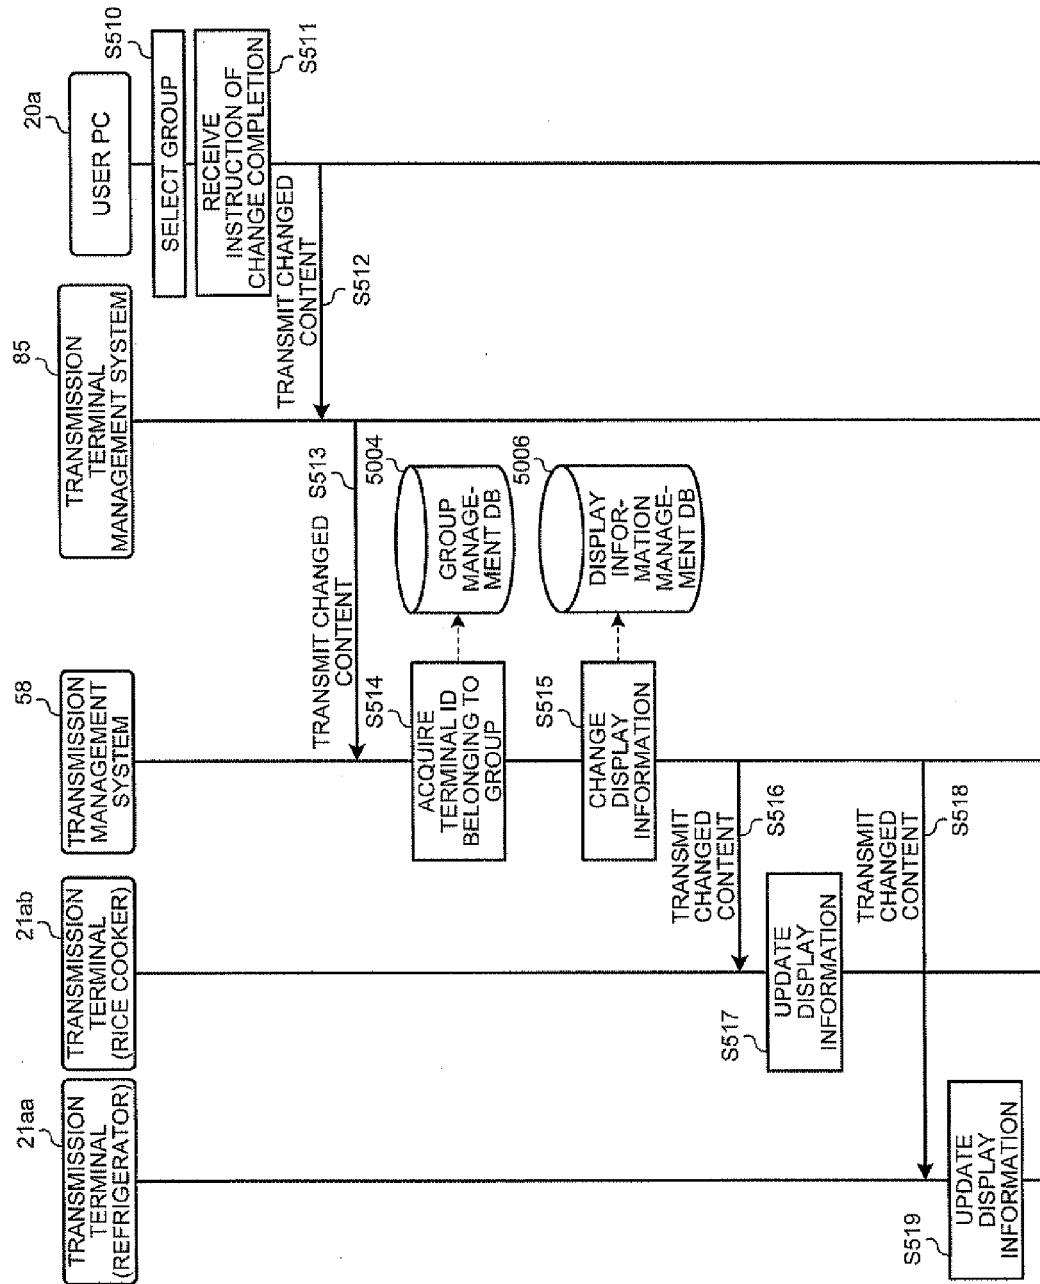 21aa
TRANSMISSION
TERMINAL
(REFRIGERATOR)
21ab
TRANSMISSION
TERMINAL
(RICE COOKER)
58
TRANSMISSION
MANAGEMENT
SYSTEM
85
TRANSMISSION
TERMINAL
MANAGEMENT SYSTEM
20a
USER PC
S510
SELECT GROUP
RECEIVE
INSTRUCTION OF
CHANGE COMPLETION
S511
TRANSMIT CHANGED
CONTENT
S512
TRANSMIT CHANGED
CONTENT
S513
S514
ACQUIRE
TERMINAL ID
BELONGING TO
GROUP
5004
GROUP
MANAGE-
MENT DB
S515
CHANGE
DISPLAY
INFORMATION
5006
DISPLAY
INFOR-
MATION
MANAGE-
MENT DB
TRANSMIT
CHANGED
CONTENT
S516
S517
UPDATE
DISPLAY
INFORMATION
TRANSMIT
CHANGED
CONTENT
S518
S519
UPDATE
DISPLAY
INFORMATION